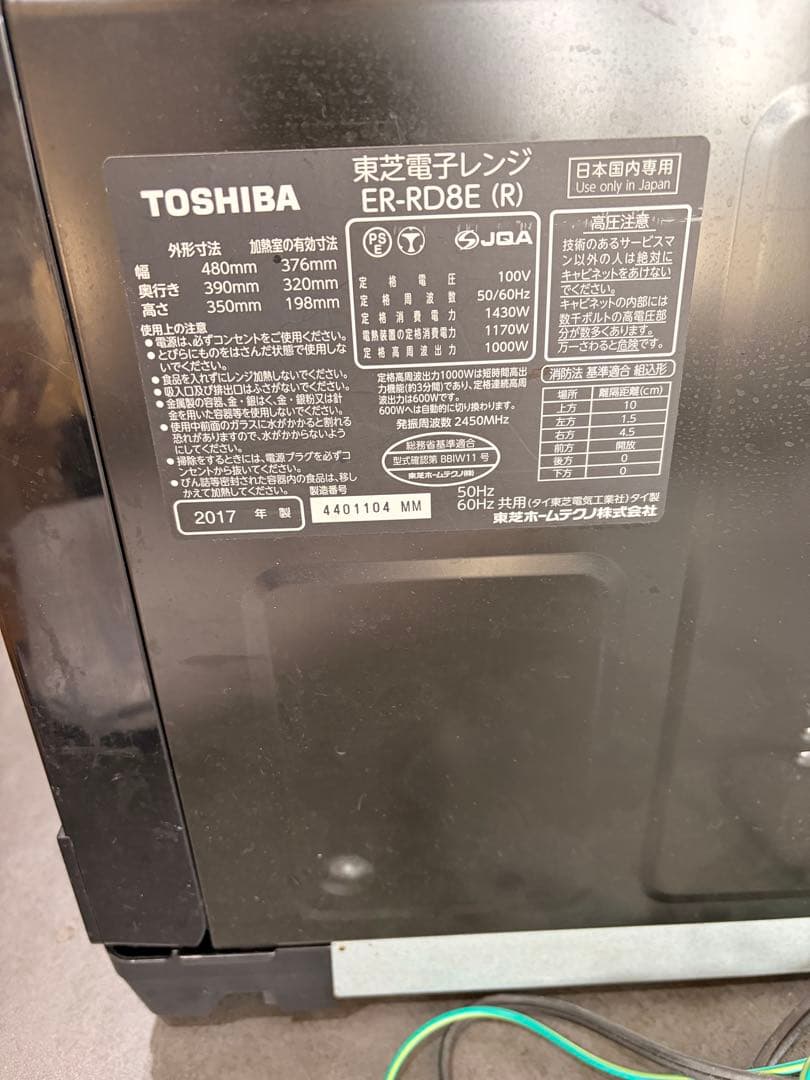 TOSHIBA
東芝電子レンジ
ER-RD8E (R)
日本国内専用
Use only in Japan
外形寸法 加熱室の有効寸法
幅 480mm 376mm
奥行き 390mm 320mm
高さ 350mm 198mm
使用上の注意
●電源は、必ずコンセントをご使用ください。
●とびらにものをはさんだ状態で使用しな
いでください。
●食品を入れずにレンジ加熱しないでください。
●吸入口及び排出口はふさがないでください。
●金属製の容器、金・銀はく、金・銀粉又は針
金を用いた容器等を使用しないでください。
●使用中前面のガラスに水がかかると割れる
恐れがありますので、水がかからないよう
にしてください。
●掃除をするときには、電源プラグを必ずコ
ンセントから抜いてください。
●びん詰等密封された容器内の食品は、移し
かえて加熱してください。
2017 年 製
製造番号
4401104 MM
PS
E
JQA
定格電圧 100V
定格周波数 50/60Hz
定格消費電力 1430W
電熱装置の定格消費電力 1170W
定格高周波出力 1000W
定格高周波出力1000Wは短時間高出
力機能(約3分間)であり、定格連続高周
波出力は600Wです。
600Wへは自動的に切り換わります。
発振周波数 2450MHz
総務省基準適合
型式確認第 BBIW11 号
東芝ホームテクノ(株)
高圧注意
技術のあるサービスマ
ン以外の人は絶対に
キャビネットをあけない
でください。
キャビネットの内部には
数千ボルトの高電圧部
分が数多くあります。
万一さわると危険です。
消防法 基準適合 組込形
場所 離隔距離(cm)
上方 10
左方 1.5
右方 4.5
前方 開放
後方 0
下方 0
50Hz
60Hz 共用 (タイ東芝電気工業社)タイ製
東芝ホームテクノ株式会社